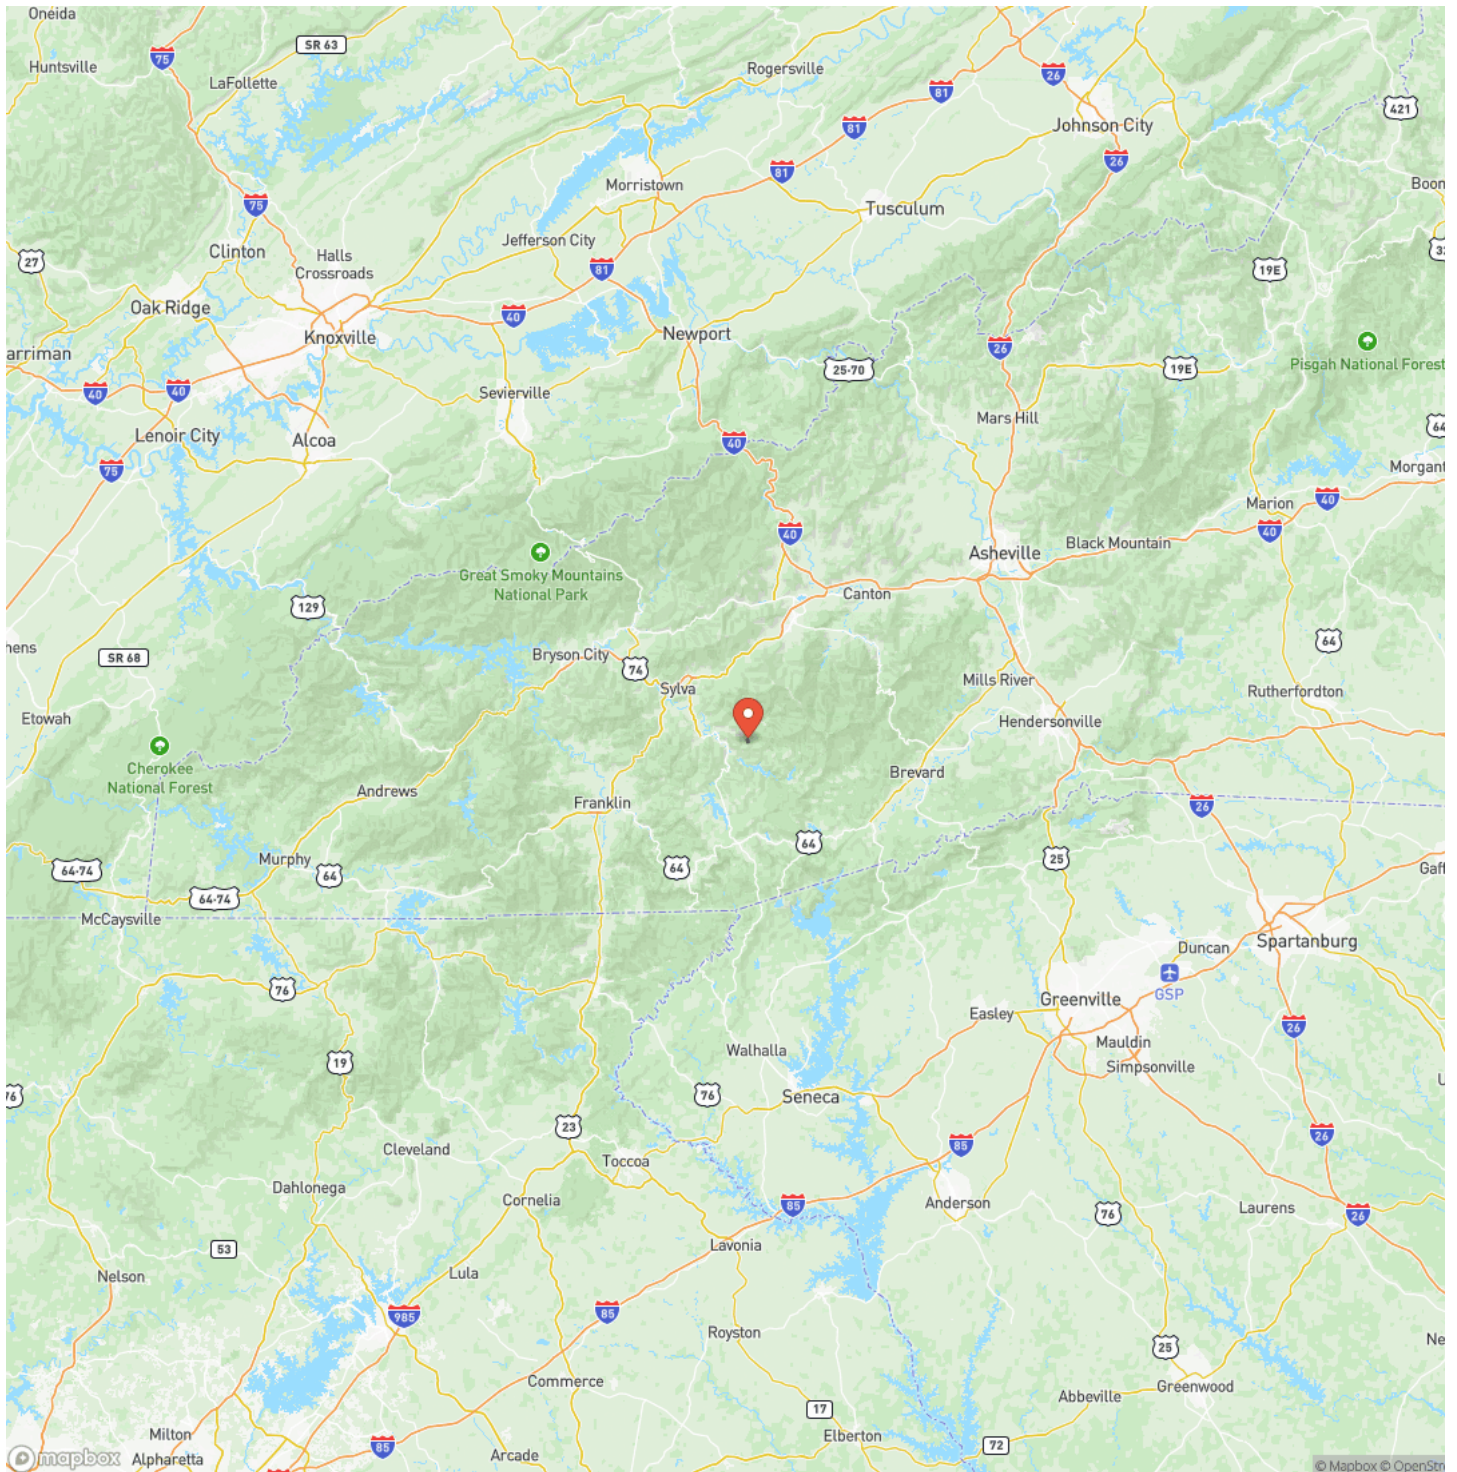 Oneida
SR 63
75
Huntsville
LaFollette
Rogersville
26
81
421
81
Johnson City
26
81
Morristown
Boon
75
Tusculum
Jefferson City
Clinton
Halls
Crossroads
27
81
19E
Oak Ridge
40
Knoxville
Newport
26
arriman
25-70
19E
Pisgah National Forest
40
40
Sevierville
Mars Hill
64
Lenoir City
Alcoa
40
75
Morgant
40
Marion
40
40
Asheville
Black Mountain
Great Smoky Mountains
National Park
Canton
129
64
hens
SR 68
Bryson City
74
Sylva
Mills River
Rutherfordton
Etowah
Hendersonville
Cherokee
National Forest
Brevard
Andrews
Franklin
26
64
Murphy
64
64
25
64-74
64-74
Gaff
McCaysville
Spartanburg
Duncan
76
GSP
Greenville
Easley
26
Mauldin
Walhalla
19
Simpsonville
76
76
Seneca
23
26
Cleveland
85
Toccoa
Dahlonega
Cornelia
85
Anderson
76
Laurens
26
53
Lavonia
Nelson
Lula
985
85
Royston
25
Ne
Commerce
Greenwood
Abbeville
17
Milton
Elberton
85
72
mapbox
Alpharetta
Arcade
© Mapbox © OpenStre